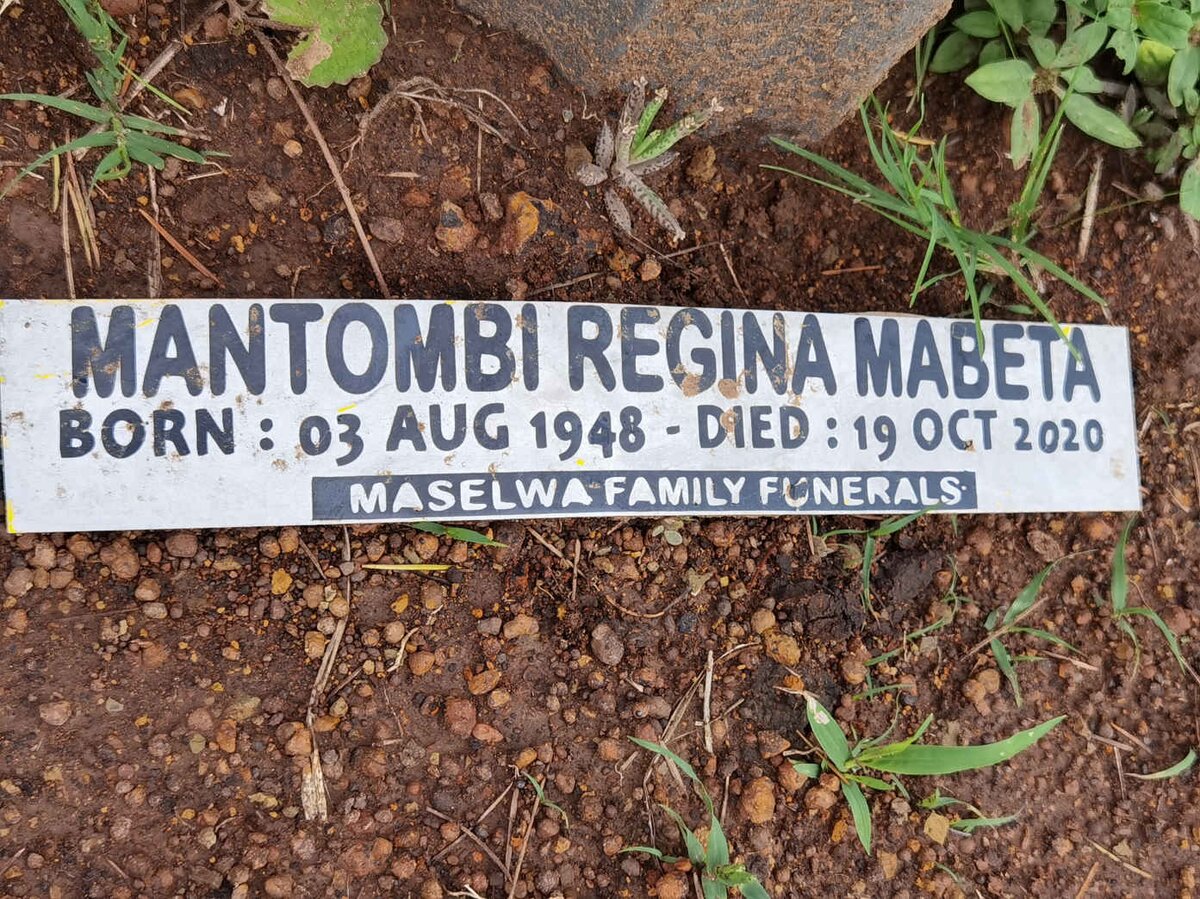 MANTOMBI REGINA MABETA
BORN : 03 AUG 1948 - DIED : 19 OCT 2020
MASELWA FAMILY FUNERALS